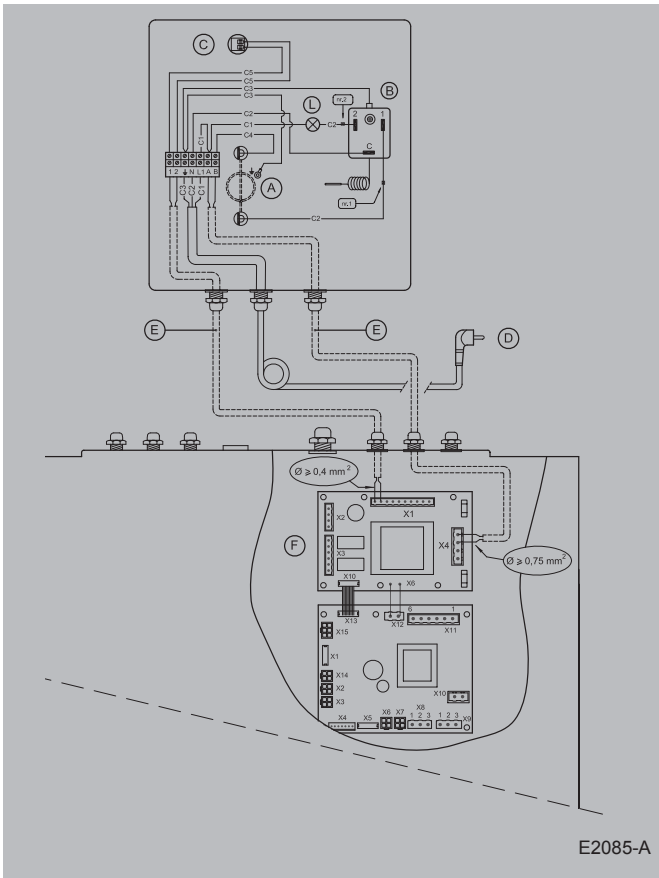 C
C5
C5
C3
C3
B
nr.2
L
2
1
C2
C1
C2
C1
C4
C
A
1 2 N L1 A B
C3
C2
C1
nr.1
C2
E
E
D
Ø ⩾ 0,4 mm²
X1
X2
F
X4
X3
Ø ⩾ 0,75 mm²
X10
X6
X13
X12
6
1
X15
X11
X1
X14
X2
X10
X3
X6
X7
X8
X4
X5
1 2 3
1 2 3
X9
E2085-A